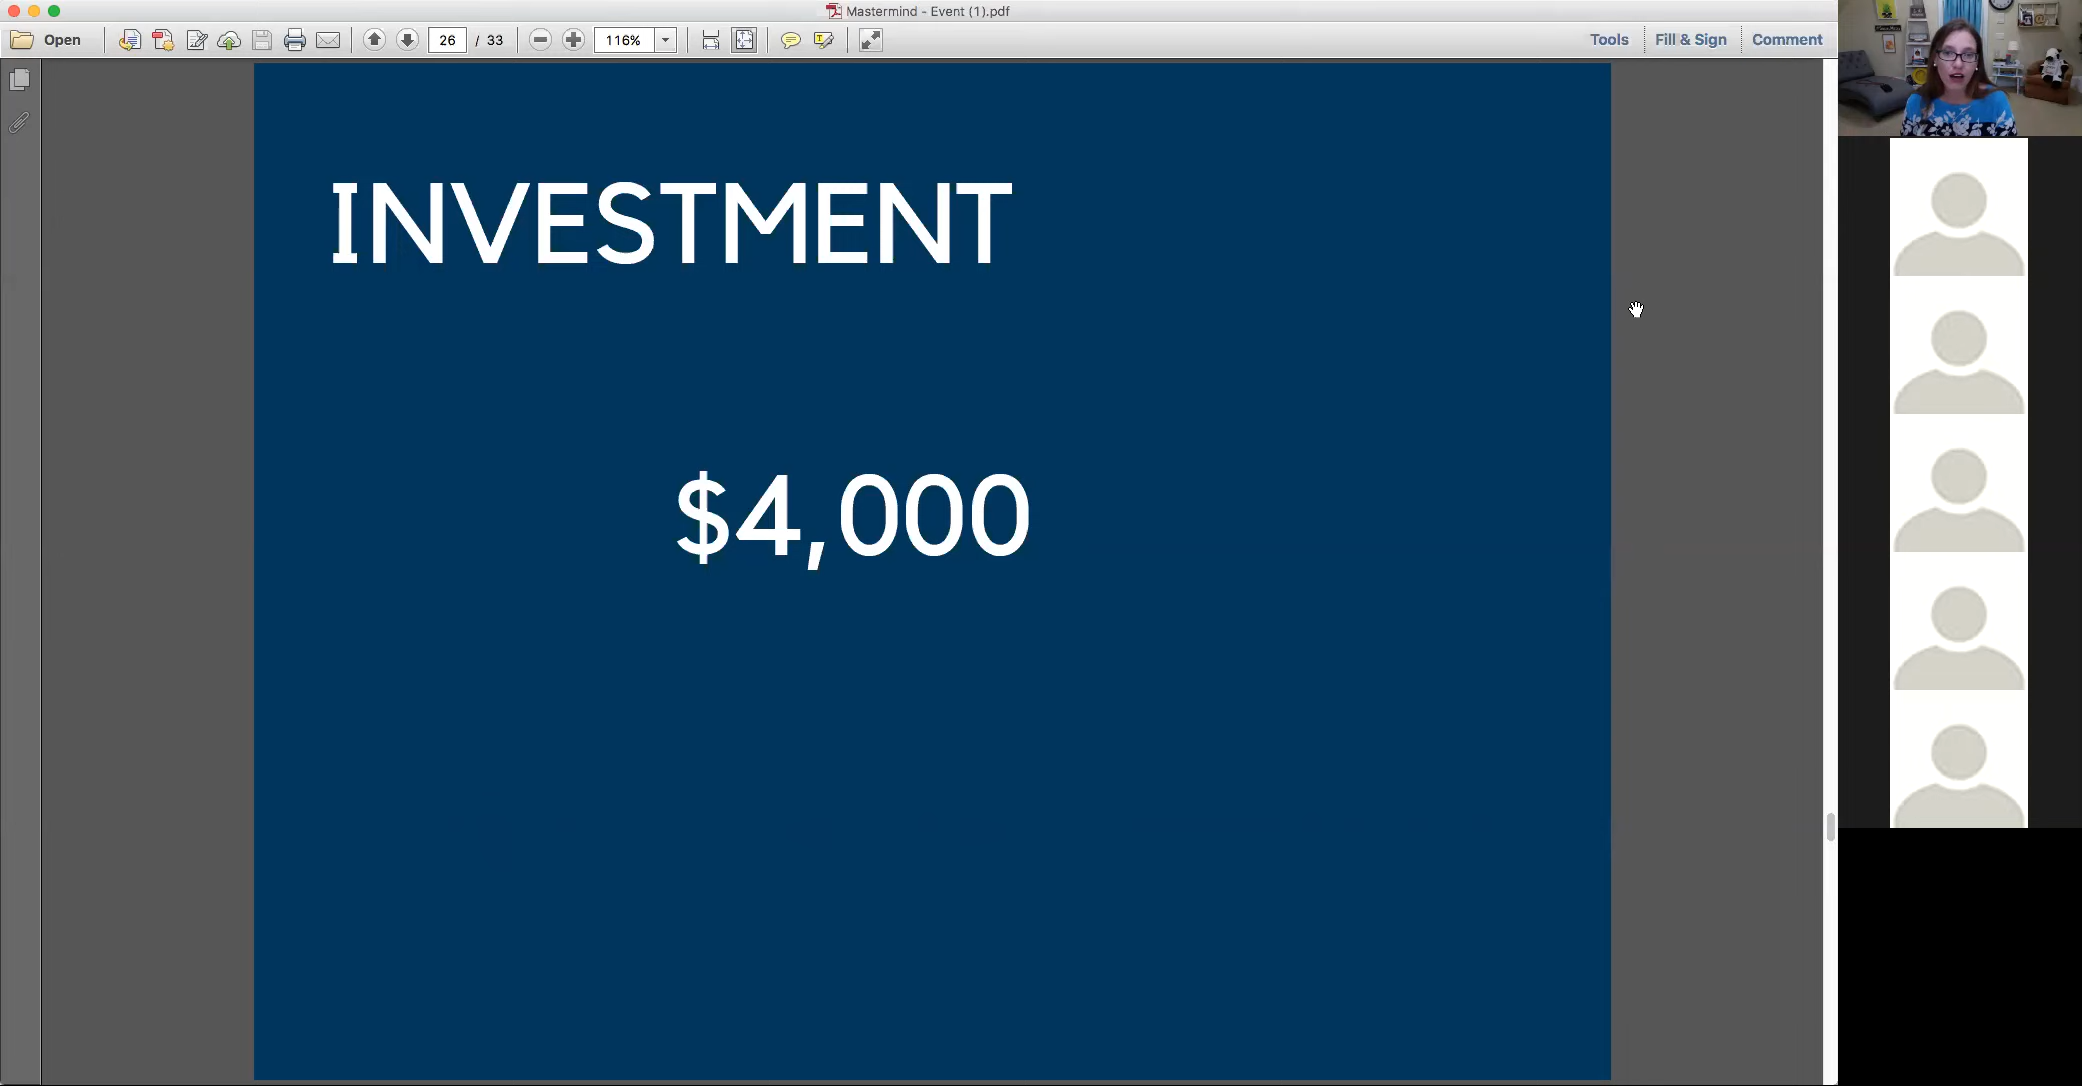 Mastermind - Event (1).pdf
Open
26 / 33
116%
Tools
Fill & Sign
Comment
INVESTMENT
$4,000